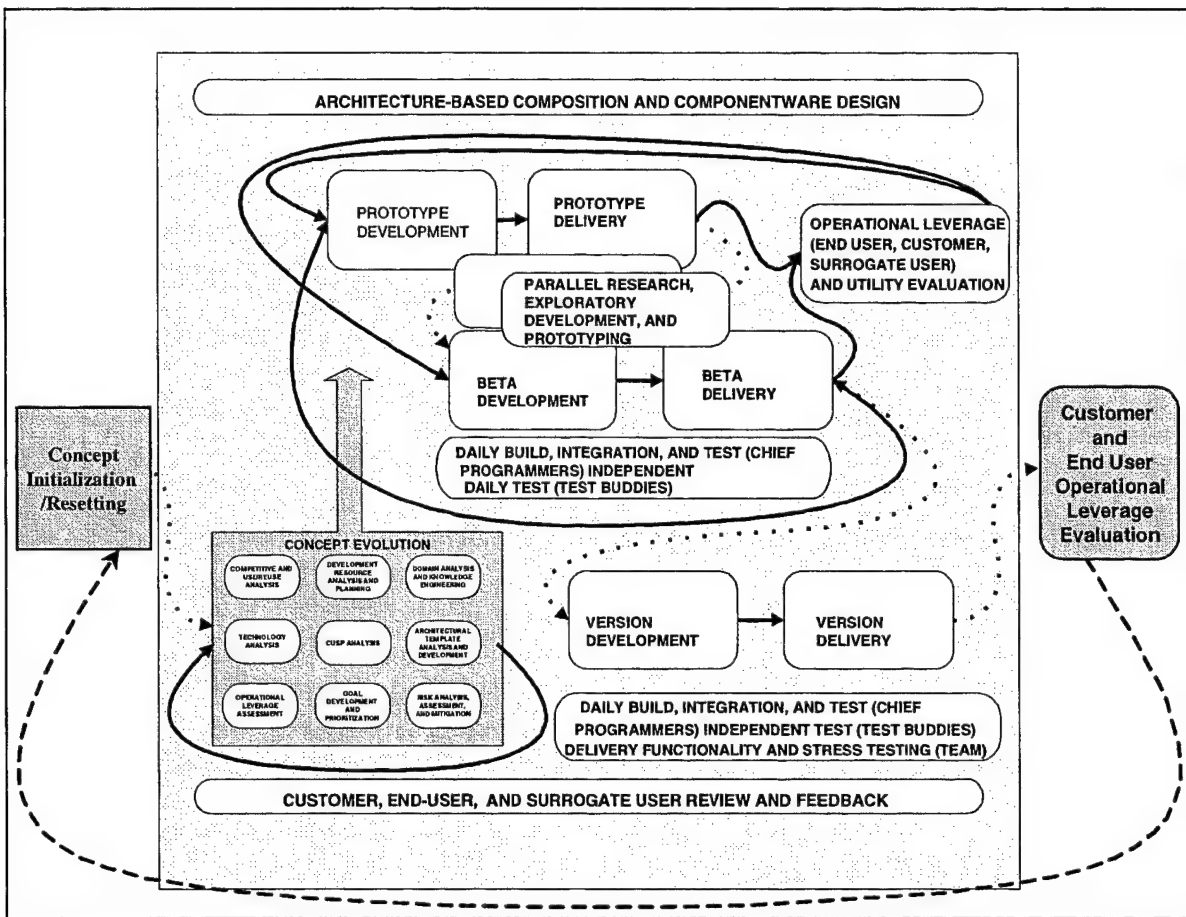 ARCHITECTURE-BASED COMPOSITION AND COMPONENTWARE DESIGN
PROTOTYPE
DEVELOPMENT
PROTOTYPE
DELIVERY
OPERATIONAL LEVERAGE
(END USER, CUSTOMER,
SURROGATE USER)
AND UTILITY EVALUATION
PARALLEL RESEARCH,
EXPLORATORY
DEVELOPMENT, AND
PROTOTYPING
BETA
DEVELOPMENT
BETA
DELIVERY
DAILY BUILD, INTEGRATION, AND TEST (CHIEF
PROGRAMMERS) INDEPENDENT
DAILY TEST (TEST BUDDIES)
Concept
Initialization
/Resetting
Customer
and
End User
Operational
Leverage
Evaluation
CONCEPT EVOLUTION
COMPETITIVE AND
USER/USE
ANALYSIS
DEVELOPMENT
RESOURCE
ANALYSIS AND
PLANNING
DOMAIN ANALYSIS
AND KNOWLEDGE
ENGINEERING
TECHNOLOGY
ANALYSIS
CUSP ANALYSIS
ARCHITECTURAL
TEMPLATE
ANALYSIS AND
DEVELOPMENT
OPERATIONAL
LEVERAGE
ASSESSMENT
GOAL
DEVELOPMENT
AND
PRIORITIZATION
RISK ANALYSIS,
ASSESSMENT,
AND MITIGATION
VERSION
DEVELOPMENT
VERSION
DELIVERY
DAILY BUILD, INTEGRATION, AND TEST (CHIEF
PROGRAMMERS) INDEPENDENT TEST (TEST BUDDIES)
DELIVERY FUNCTIONALITY AND STRESS TESTING (TEAM)
CUSTOMER, END-USER, AND SURROGATE USER REVIEW AND FEEDBACK